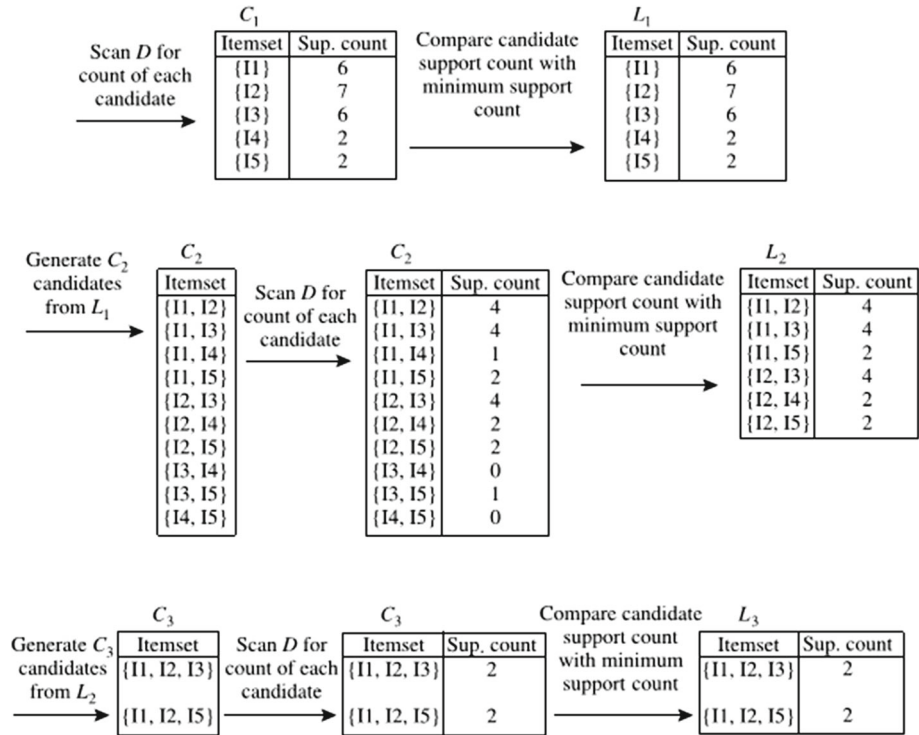 C1
L1
Scan D for
count of each
candidate
Itemset Sup. count
{I1} 6
{I2} 7
{I3} 6
{I4} 2
{I5} 2
Compare candidate
support count with
minimum support
count
Itemset Sup. count
{I1} 6
{I2} 7
{I3} 6
{I4} 2
{I5} 2
Generate C2
candidates
from L1
C2
Itemset
{I1, I2}
{I1, I3}
{I1, I4}
{I1, I5}
{I2, I3}
{I2, I4}
{I2, I5}
{I3, I4}
{I3, I5}
{I4, I5}
Scan D for
count of each
candidate
C2
Itemset Sup. count
{I1, I2} 4
{I1, I3} 4
{I1, I4} 1
{I1, I5} 2
{I2, I3} 4
{I2, I4} 2
{I2, I5} 2
{I3, I4} 0
{I3, I5} 1
{I4, I5} 0
Compare candidate
support count with
minimum support
count
L2
Itemset Sup. count
{I1, I2} 4
{I1, I3} 4
{I1, I5} 2
{I2, I3} 4
{I2, I4} 2
{I2, I5} 2
Generate C3
candidates
from L2
C3
Itemset
{I1, I2, I3}
{I1, I2, I5}
Scan D for
count of each
candidate
C3
Itemset Sup. count
{I1, I2, I3} 2
{I1, I2, I5} 2
Compare candidate
support count
with minimum
support count
L3
Itemset Sup. count
{I1, I2, I3} 2
{I1, I2, I5} 2